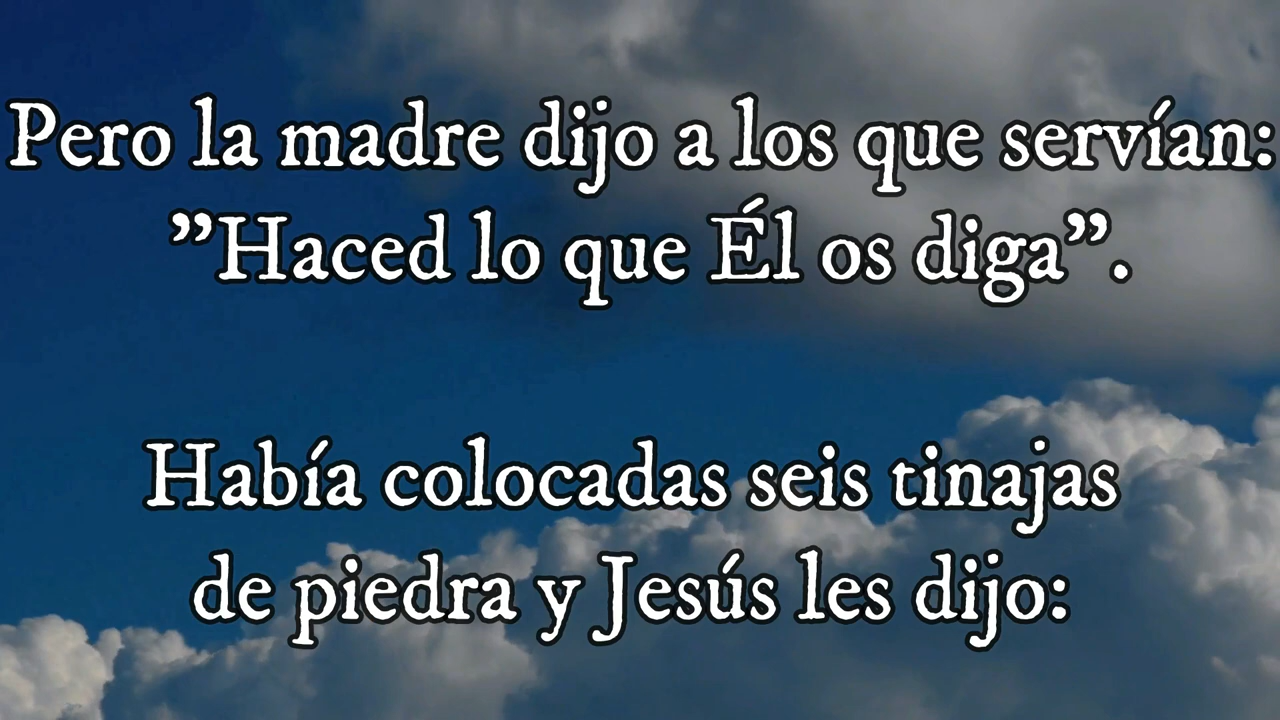 Pero la madre dijo a los que servían:
”Haced lo que Él os diga”.
Había colocadas seis tinajas
de piedra y Jesús les dijo: